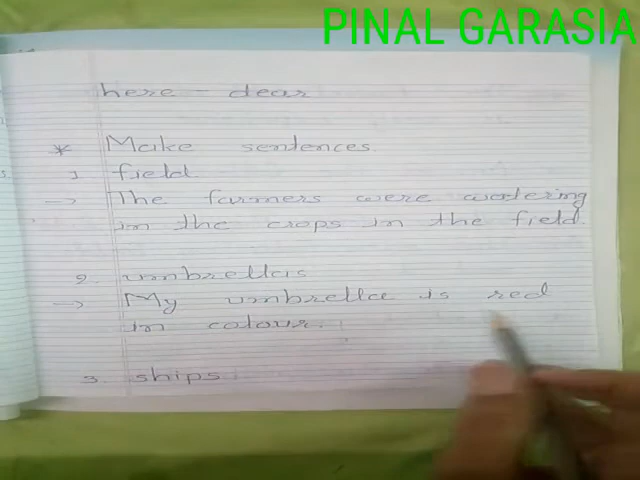 PINAL GARASIA
here - dear
* Make sentences.
1. field
→ The farmers were watering
in the crops in the field.
2. umbrellas
→ My umbrella is red
in colour.
3. ships